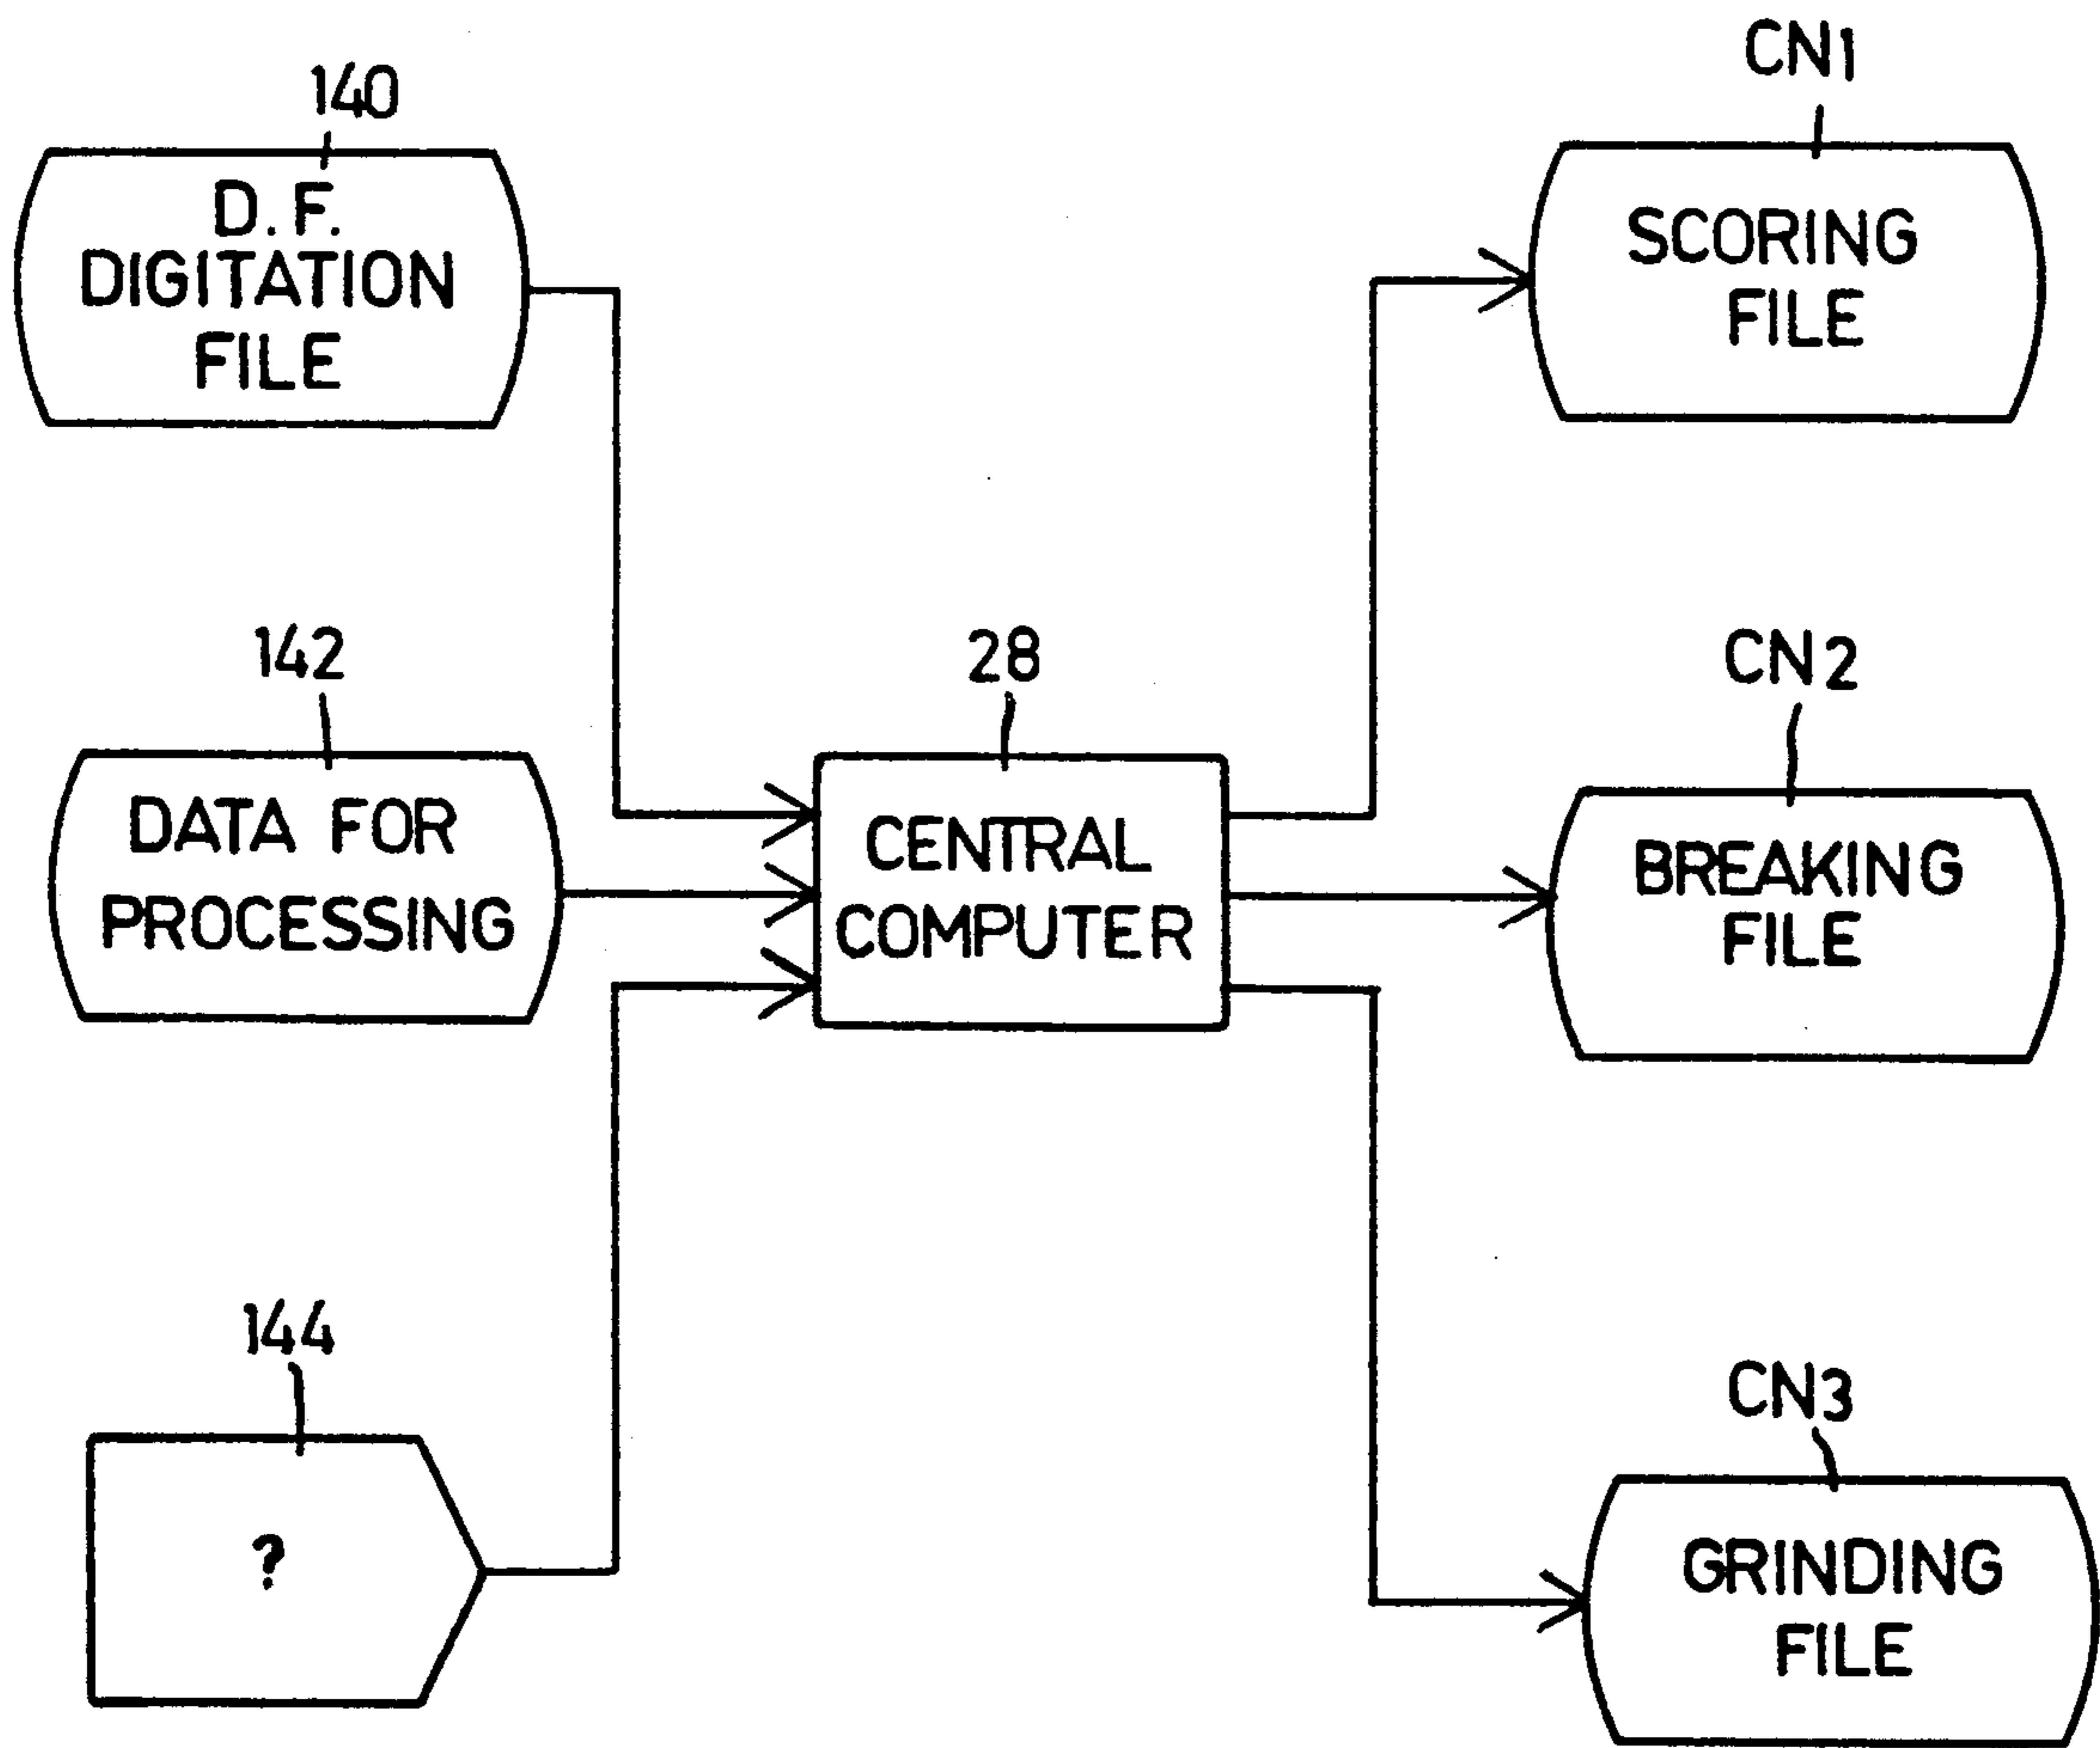 140
D. F.
DIGITATION
FILE
142
DATA FOR
PROCESSING
144
?
28
CENTRAL
COMPUTER
CN1
SCORING
FILE
CN2
BREAKING
FILE
CN3
GRINDING
FILE